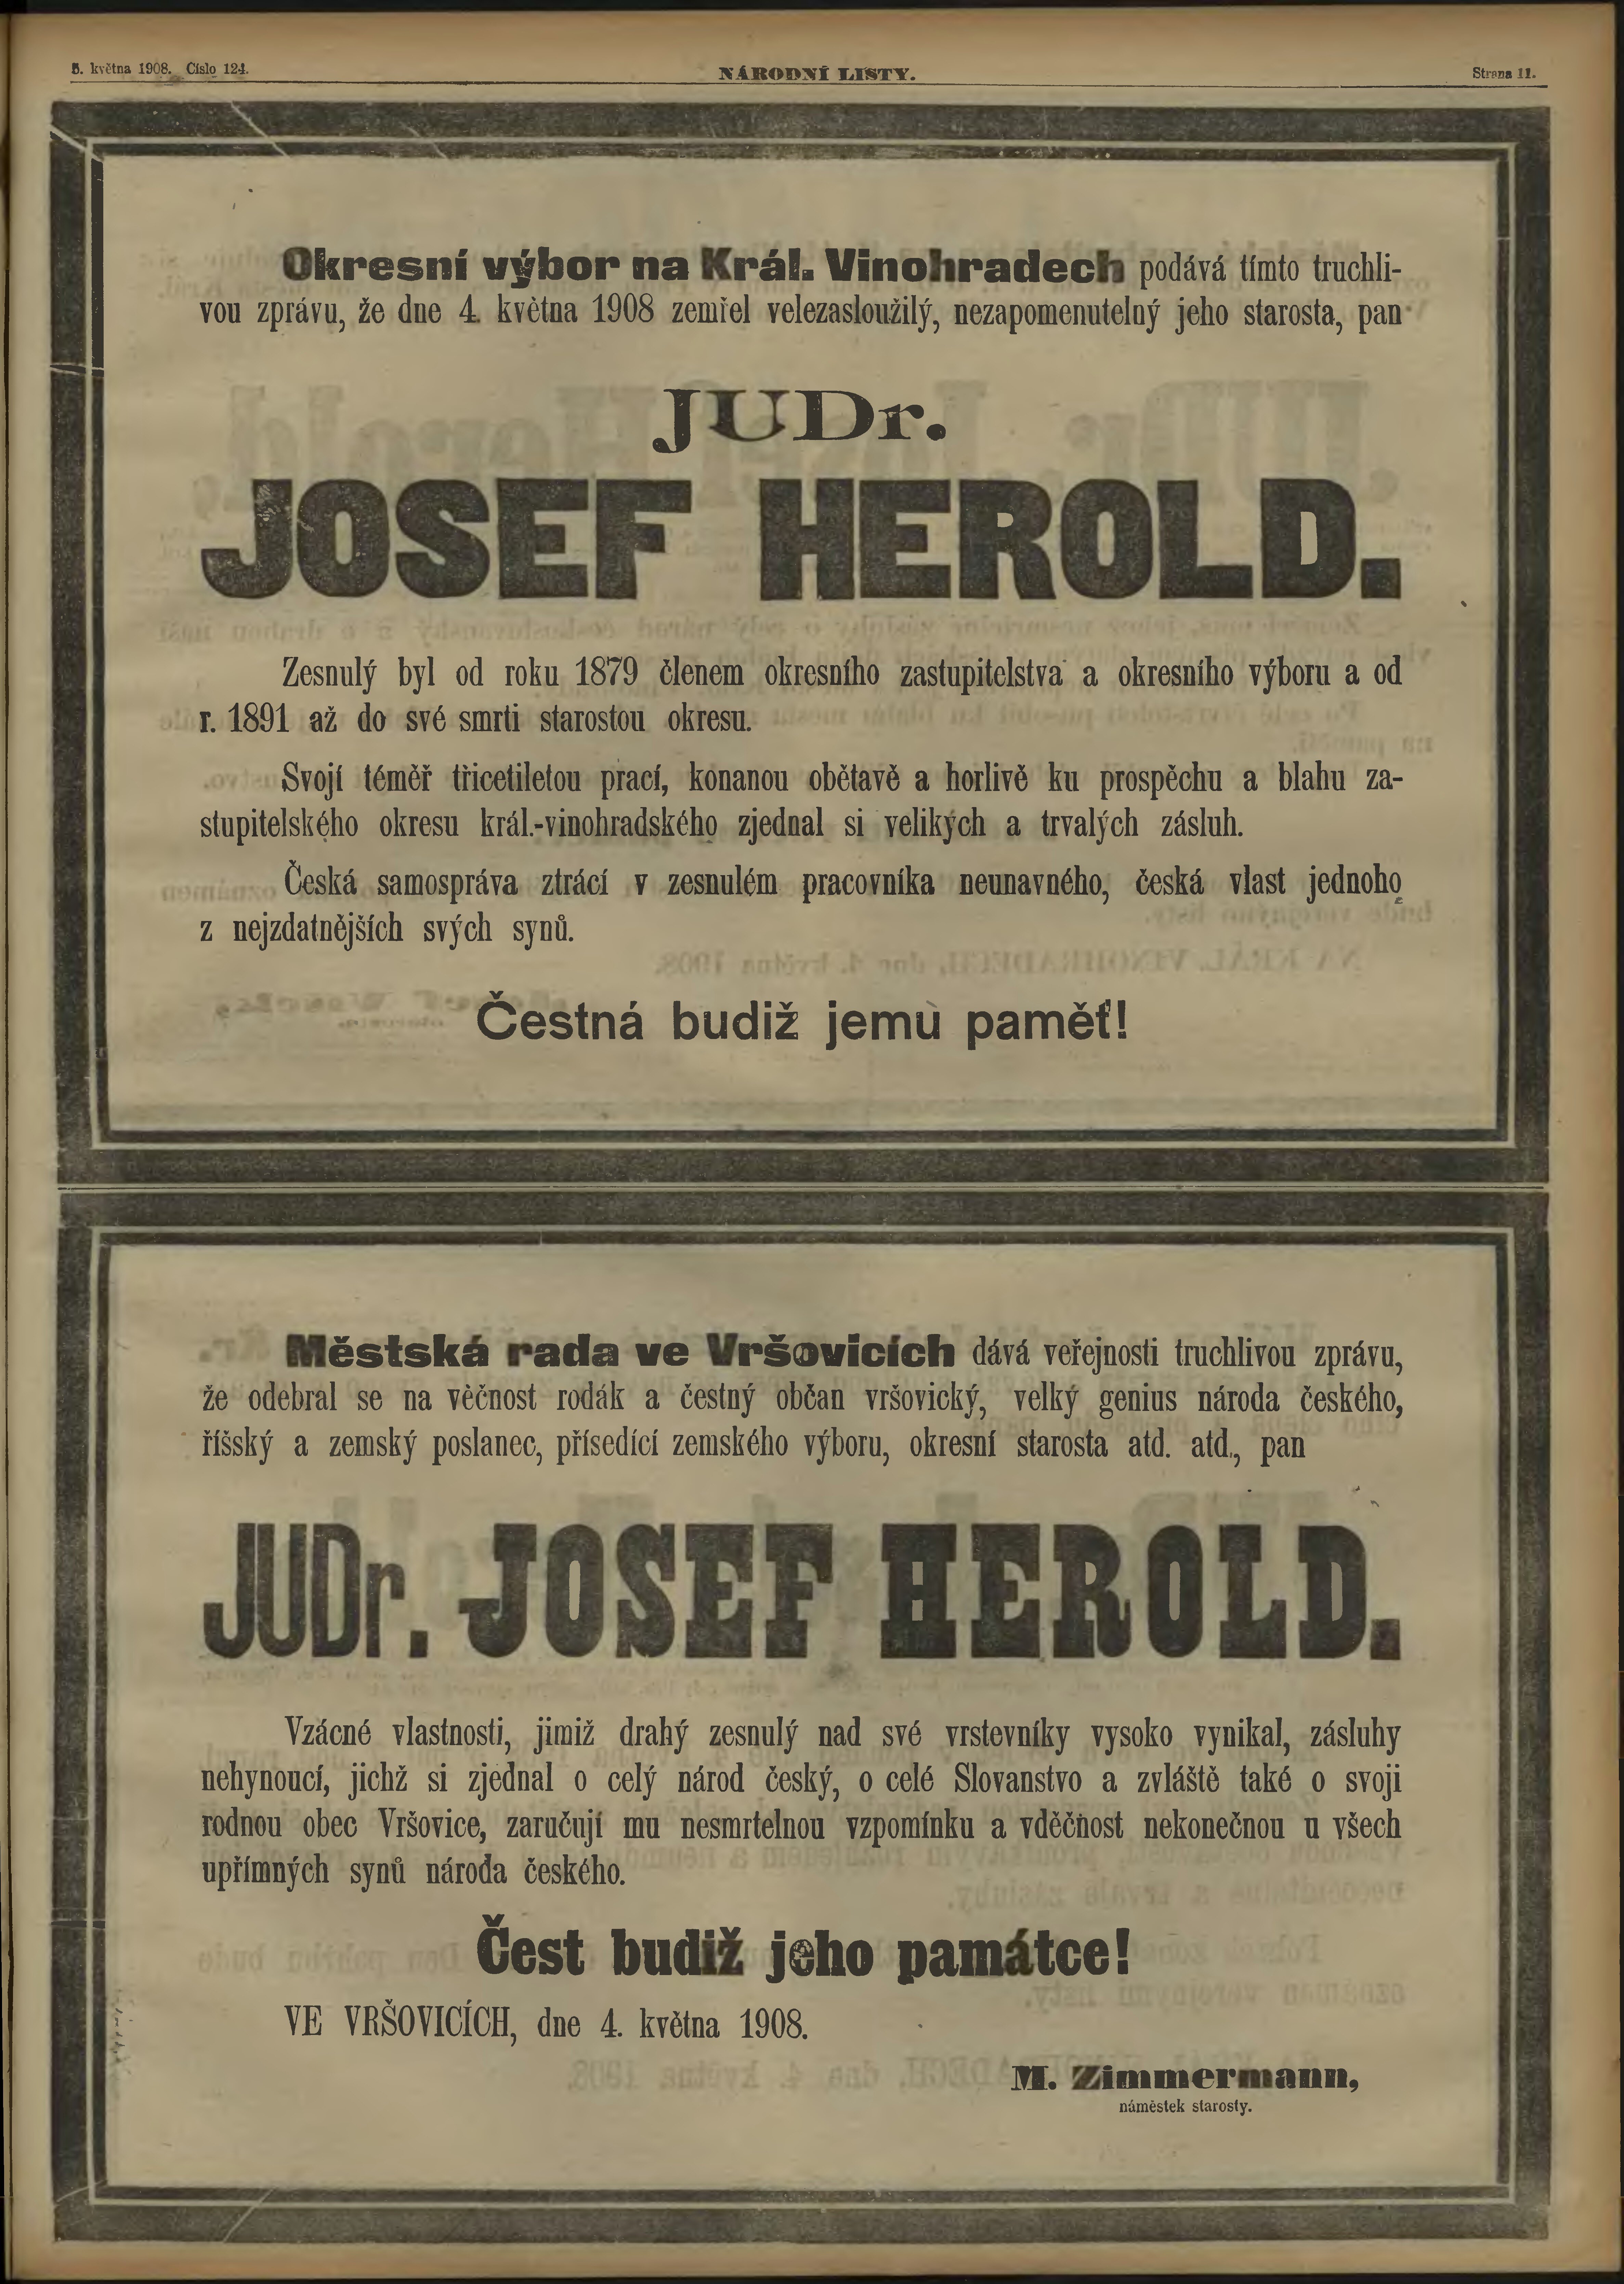 5. května 1908. Číslo 124.
NÁRODNÍ LISTY.
Strana 11.
Okresní výbor na Král. Vinohradech podává tímto truchli-
vou zprávu, že dne 4. května 1908 zemřel velezasloužilý, nezapomenutelný jeho starosta, pan
JUDr.
JOSEF HEROLD.
Zesnulý byl od roku 1879 členem okresního zastupitelstva a okresního výboru a od
r. 1891 až do své smrti starostou okresu.
Svojí téměř třicetiletou prací, konanou obětavě a horlivě ku prospěchu a blahu za-
stupitelského okresu král.-vinohradského zjednal si velikých a trvalých zásluh.
Česká samospráva ztrácí v zesnulém pracovníka neunavného, česká vlast jednoho
z nejzdatnějších svých synů.
Čestná budiž jemu paměť!
Městská rada ve Vršovicích dává veřejnosti truchlivou zprávu,
že odebral se na věčnost rodák a čestný občan vršovický, velký genius národa českého,
říšský a zemský poslanec, přísedící zemského výboru, okresní starosta atd. atd., pan
JUDr. JOSEF HEROLD.
Vzácné vlastnosti, jimiž drahý zesnulý nad své vrstevníky vysoko vynikal, zásluhy
nehynoucí, jichž si zjednal o celý národ český, o celé Slovanstvo a zvláště také o svoji
rodnou obec Vršovice, zaručují mu nesmrtelnou vzpomínku a vděčnost nekonečnou u všech
upřímných synů národa českého.
Čest budiž jeho památce!
VE VRŠOVICÍCH, dne 4. května 1908.
M. Zimmermann,
náměstek starosty.